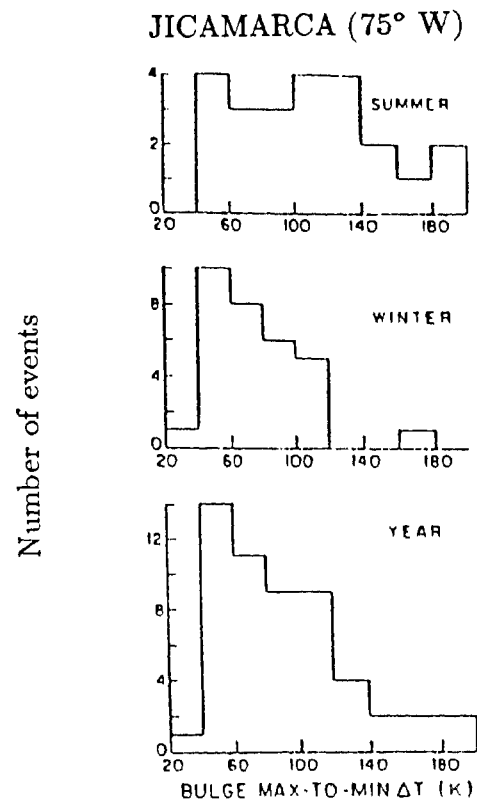 JICAMARCA (75° W)
4
SUMMER
2
0
20 60 100 140 180
8
WINTER
4
0
20 60 100 140 180
12
YEAR
8
4
0
20 60 100 140 180
BULGE MAX-TO-MIN ΔT (K)
Number of events